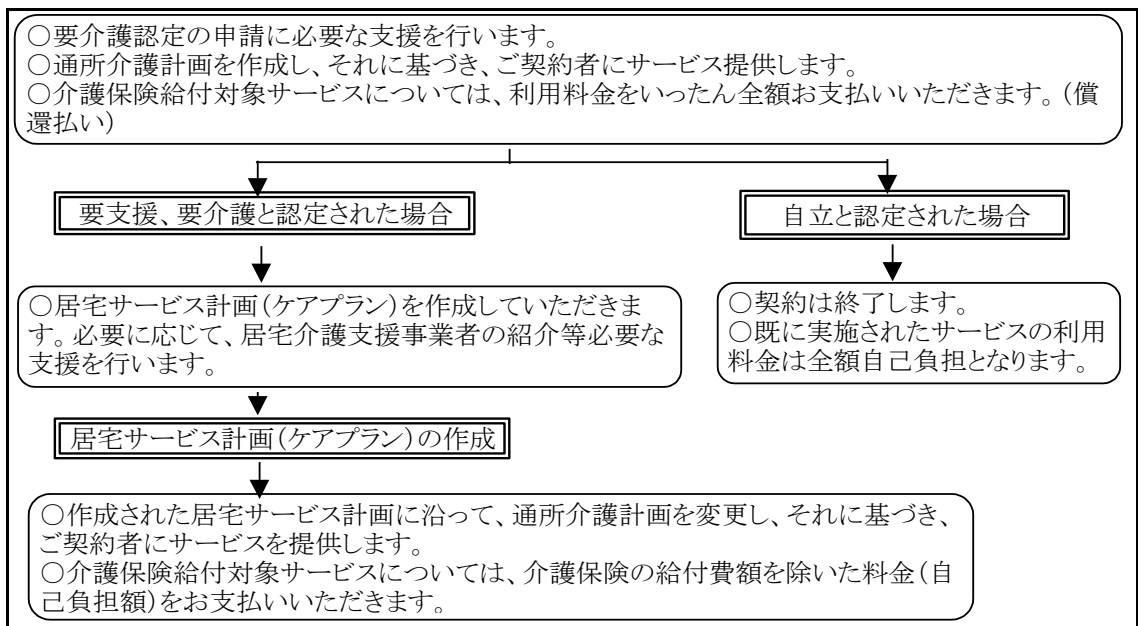 ○要介護認定の申請に必要な支援を行います。
○通所介護計画を作成し、それに基づき、ご契約者にサービス提供します。
○介護保険給付対象サービスについては、利用料金をいったん全額お支払いいただきます。(償
還払い)
要支援、要介護と認定された場合
自立と認定された場合
○居宅サービス計画(ケアプラン)を作成していただきま
す。必要に応じて、居宅介護支援事業者の紹介等必要な
支援を行います。
○契約は終了します。
○既に実施されたサービスの利用
料金は全額自己負担となります。
居宅サービス計画(ケアプラン)の作成
○作成された居宅サービス計画に沿って、通所介護計画を変更し、それに基づき、
ご契約者にサービスを提供します。
○介護保険給付対象サービスについては、介護保険の給付費額を除いた料金(自
己負担額)をお支払いいただきます。